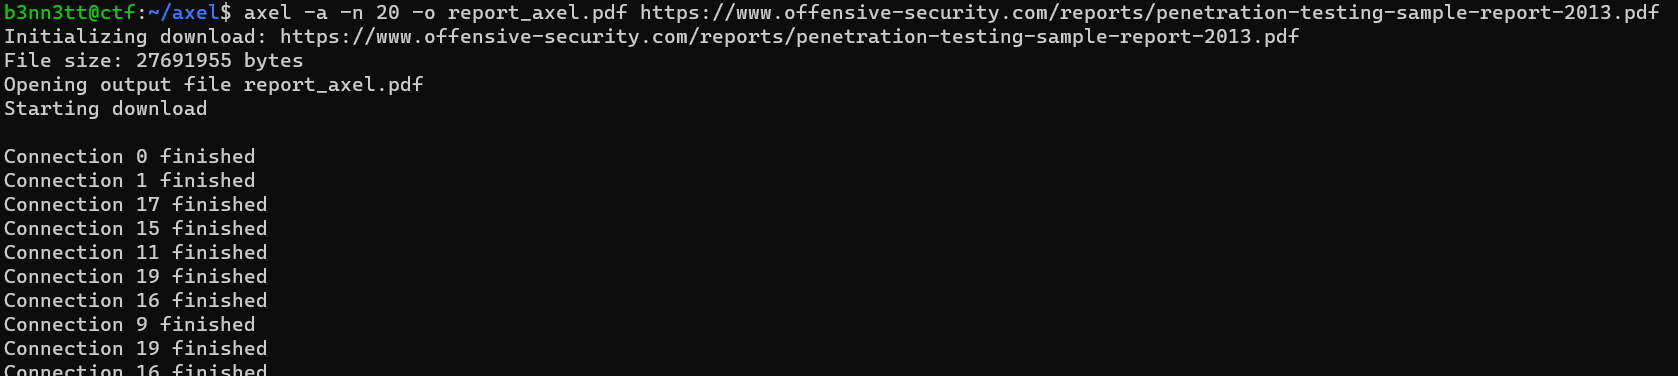 b3nn3tt@ctf:~/axel$ axel -a -n 20 -o report_axel.pdf https://www.offensive-security.com/reports/penetration-testing-sample-report-2013.pdf
Initializing download: https://www.offensive-security.com/reports/penetration-testing-sample-report-2013.pdf
File size: 27691955 bytes
Opening output file report_axel.pdf
Starting download
Connection 0 finished
Connection 1 finished
Connection 17 finished
Connection 15 finished
Connection 11 finished
Connection 19 finished
Connection 16 finished
Connection 9 finished
Connection 19 finished
Connection 16 finished